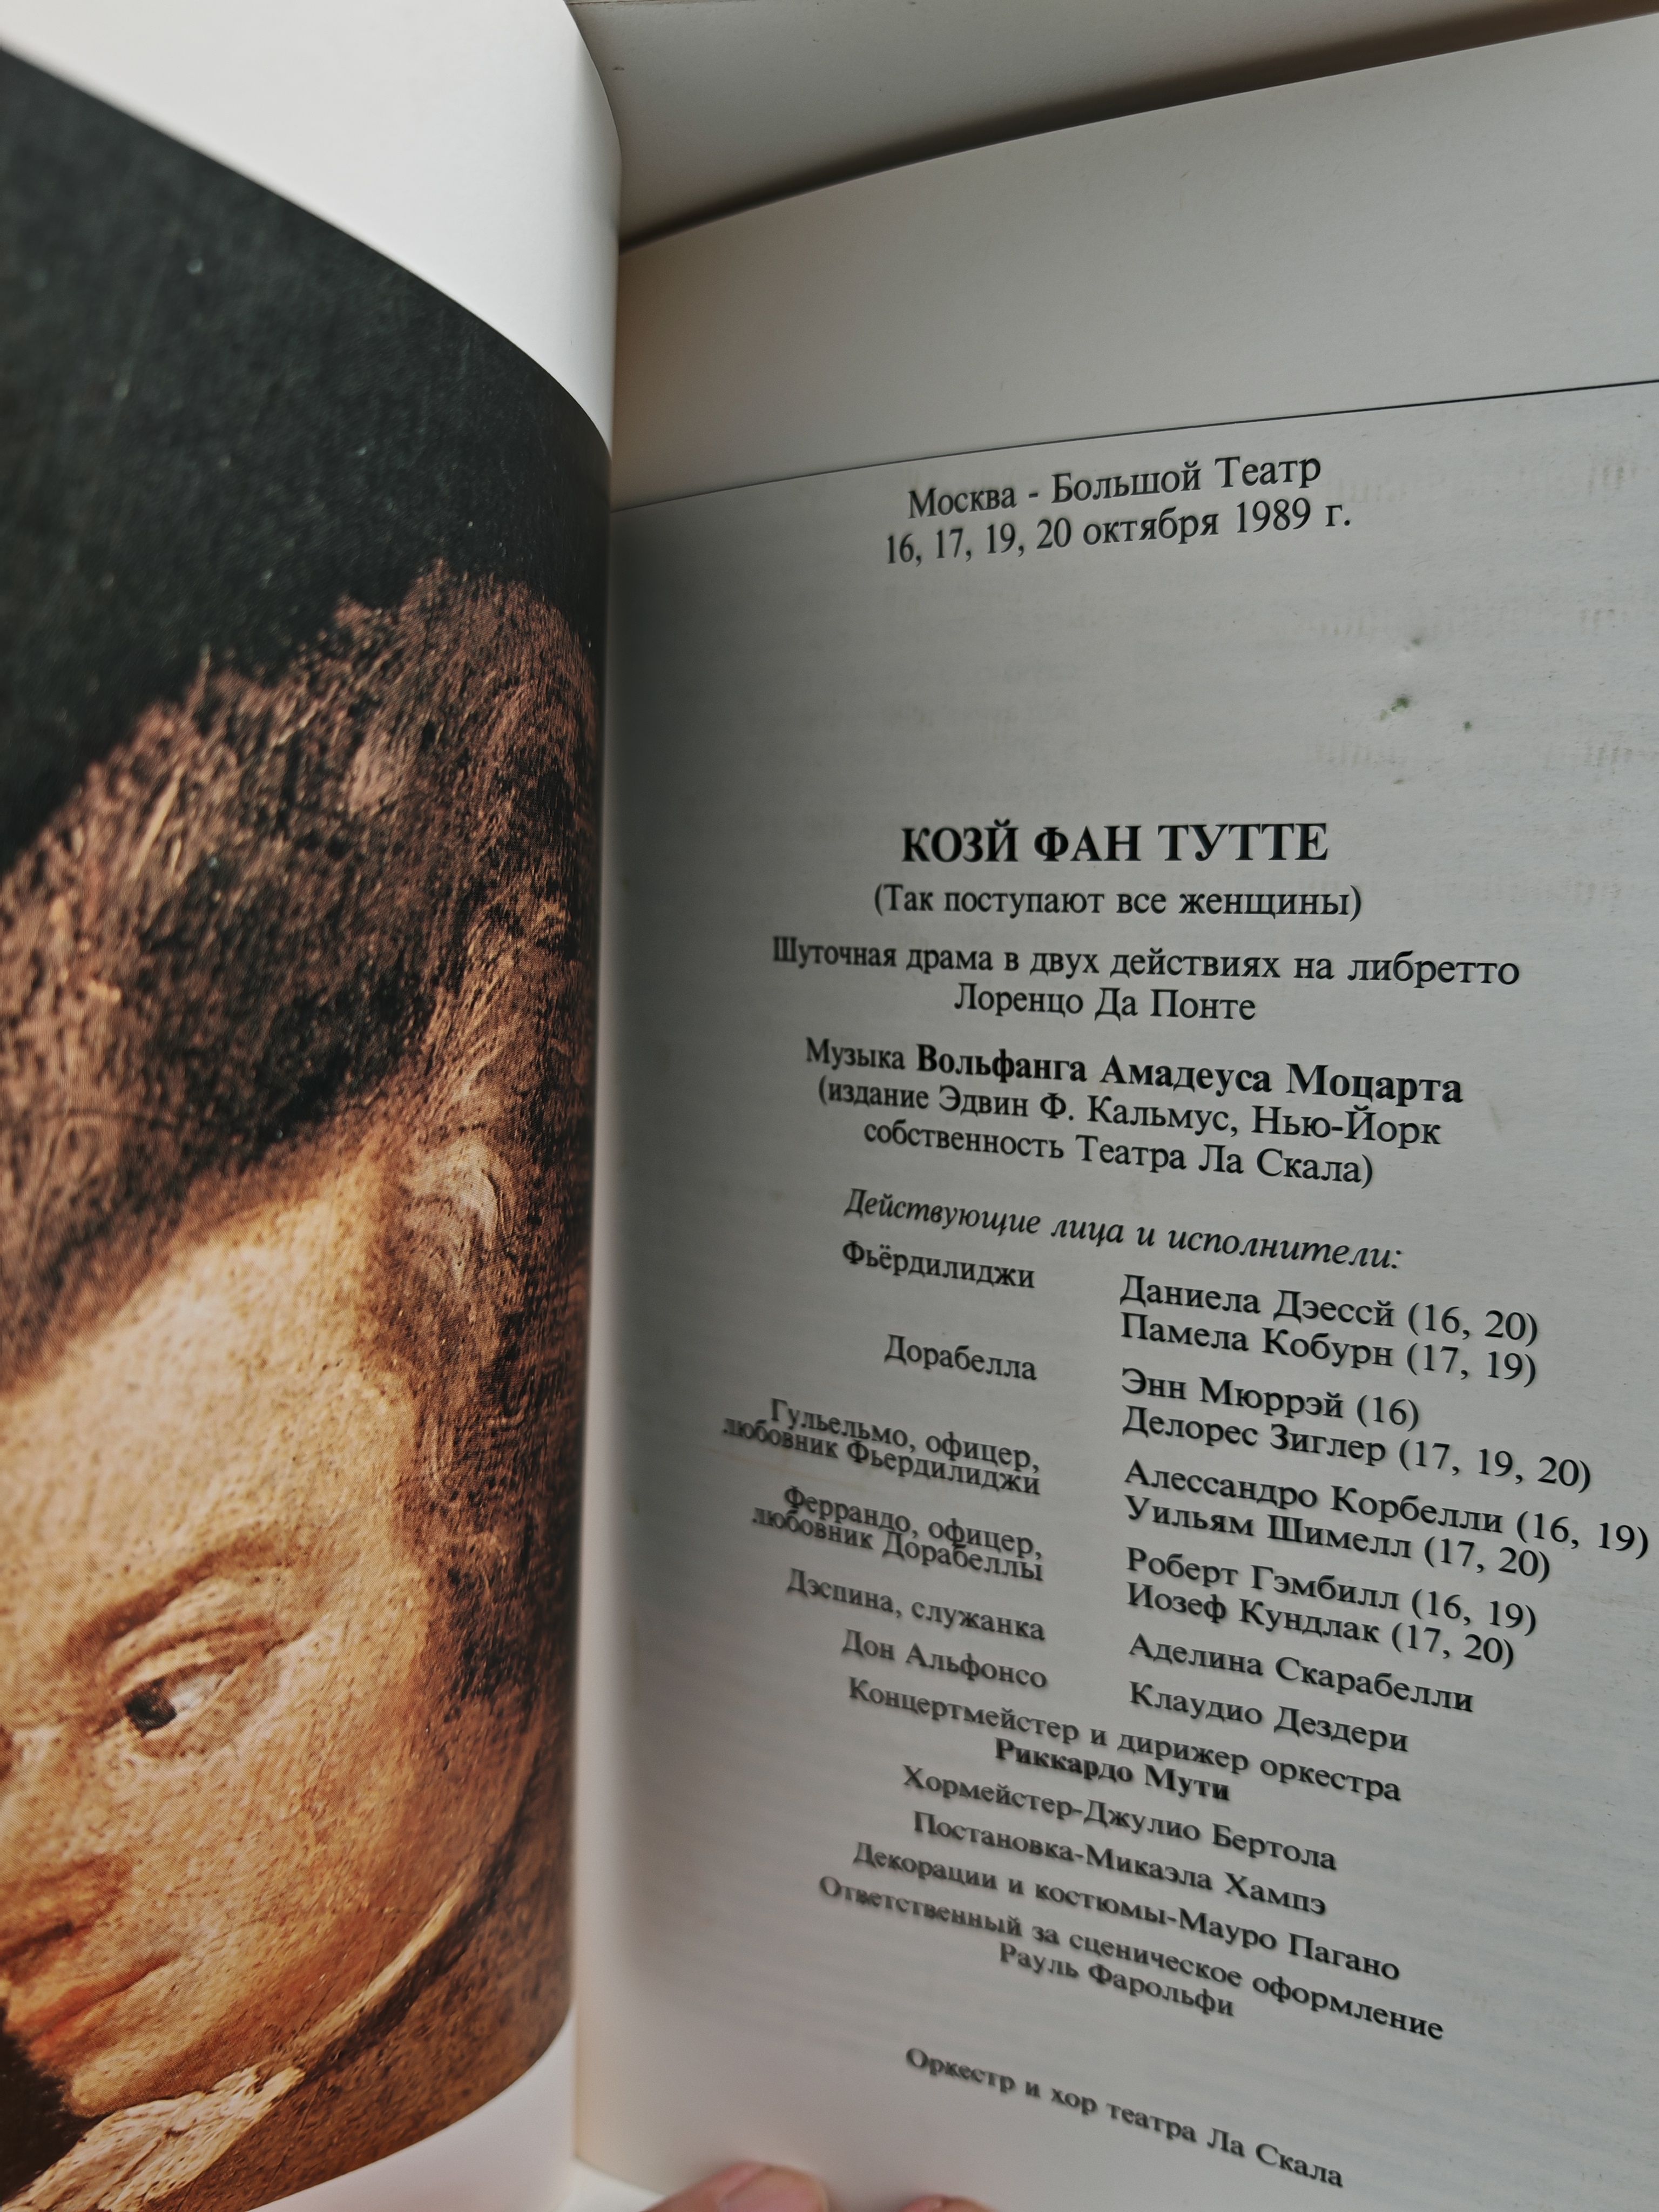 Москва - Большой Театр
16, 17, 19, 20 октября 1989 г.
КОЗЙ ФАН ТУТТЕ
(Так поступают все женщины)
Шуточная драма в двух действиях на либретто
Лоренцо Да Понте
Музыка Вольфанга Амадеуса Моцарта
(издание Эдвин Ф. Кальмус, Нью-Йорк
собственность Театра Ла Скала)
Действующие лица и исполнители:
Фьёрдилиджи Даниела Дэессй (16, 20)
Памела Кобурн (17, 19)
Дорабелла Энн Мюррэй (16)
Делорес Зиглер (17, 19, 20)
Гульельмо, офицер, Алессандро Корбелли (16, 19)
любовник Фьердилиджи Уильям Шимелл (17, 20)
Феррандо, офицер, Роберт Гэмбилл (16, 19)
любовник Дорабеллы Иозеф Кундлак (17, 20)
Дэспина, служанка Аделина Скарабелли
Дон Альфонсо Клаудио Дездери
Концертмейстер и дирижер оркестра
Риккардо Мути
Хормейстер-Джулио Бертола
Постановка-Микаэла Хампэ
Декорации и костюмы-Мауро Пагано
Ответственный за сценическое оформление
Рауль Фарольфи
Оркестр и хор театра Ла Скала